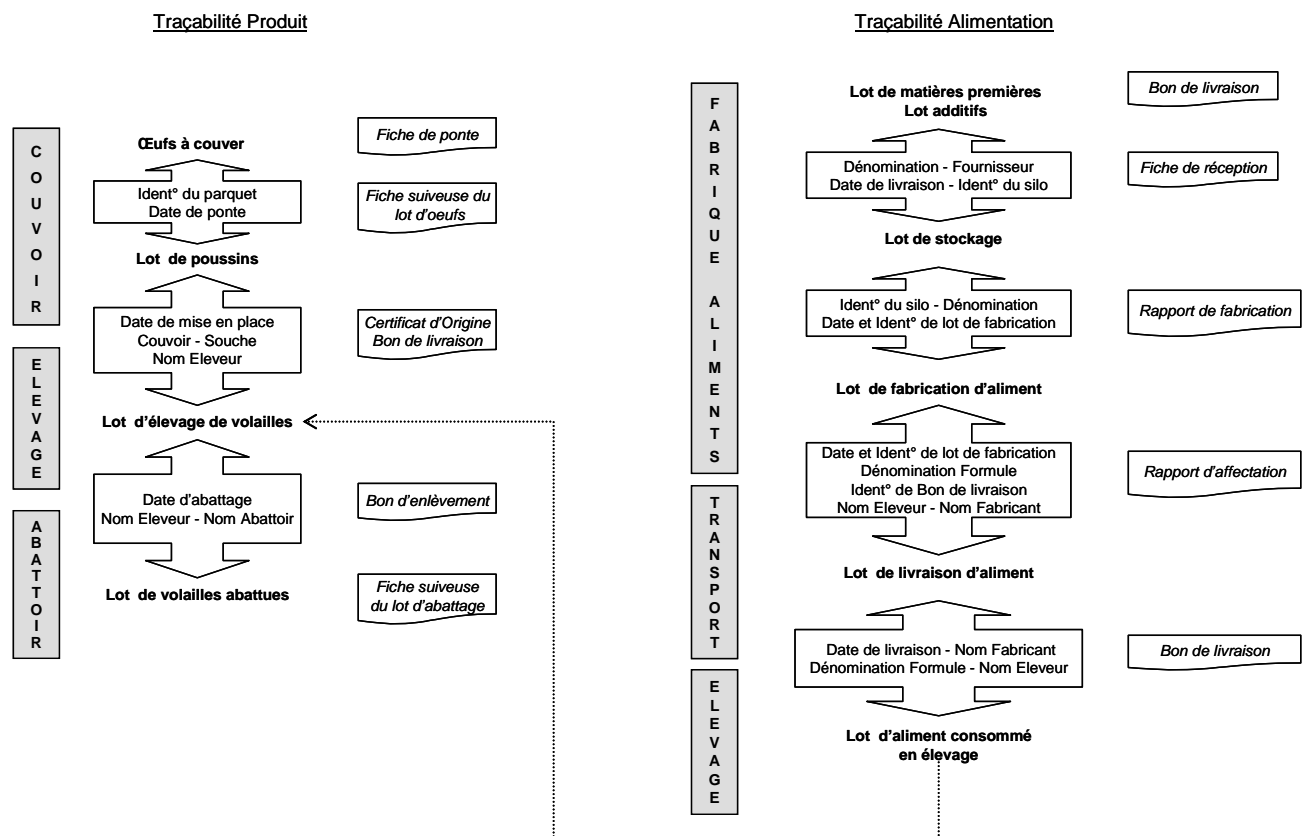 Traçabilité Produit
COUVOIR
Œufs à couver
Fiche de ponte
Ident° du parquet
Date de ponte
Fiche suiveuse du
lot d'oeufs
Lot de poussins
Date de mise en place
Couvoir - Souche
Nom Eleveur
Certificat d'Origine
Bon de livraison
ELEVAGE
Lot d'élevage de volailles
Date d'abattage
Nom Eleveur - Nom Abattoir
Bon d'enlèvement
ABATTOIR
Lot de volailles abattues
Fiche suiveuse
du lot d'abattage
Traçabilité Alimentation
FABRIQUE ALIMENTS
Lot de matières premières
Lot additifs
Bon de livraison
Dénomination - Fournisseur
Date de livraison - Ident° du silo
Fiche de réception
Lot de stockage
Ident° du silo - Dénomination
Date et Ident° de lot de fabrication
Rapport de fabrication
Lot de fabrication d'aliment
Date et Ident° de lot de fabrication
Dénomination Formule
Ident° de Bon de livraison
Nom Eleveur - Nom Fabricant
Rapport d'affectation
TRANSPORT
Lot de livraison d'aliment
Date de livraison - Nom Fabricant
Dénomination Formule - Nom Eleveur
Bon de livraison
ELEVAGE
Lot d'aliment consommé
en élevage